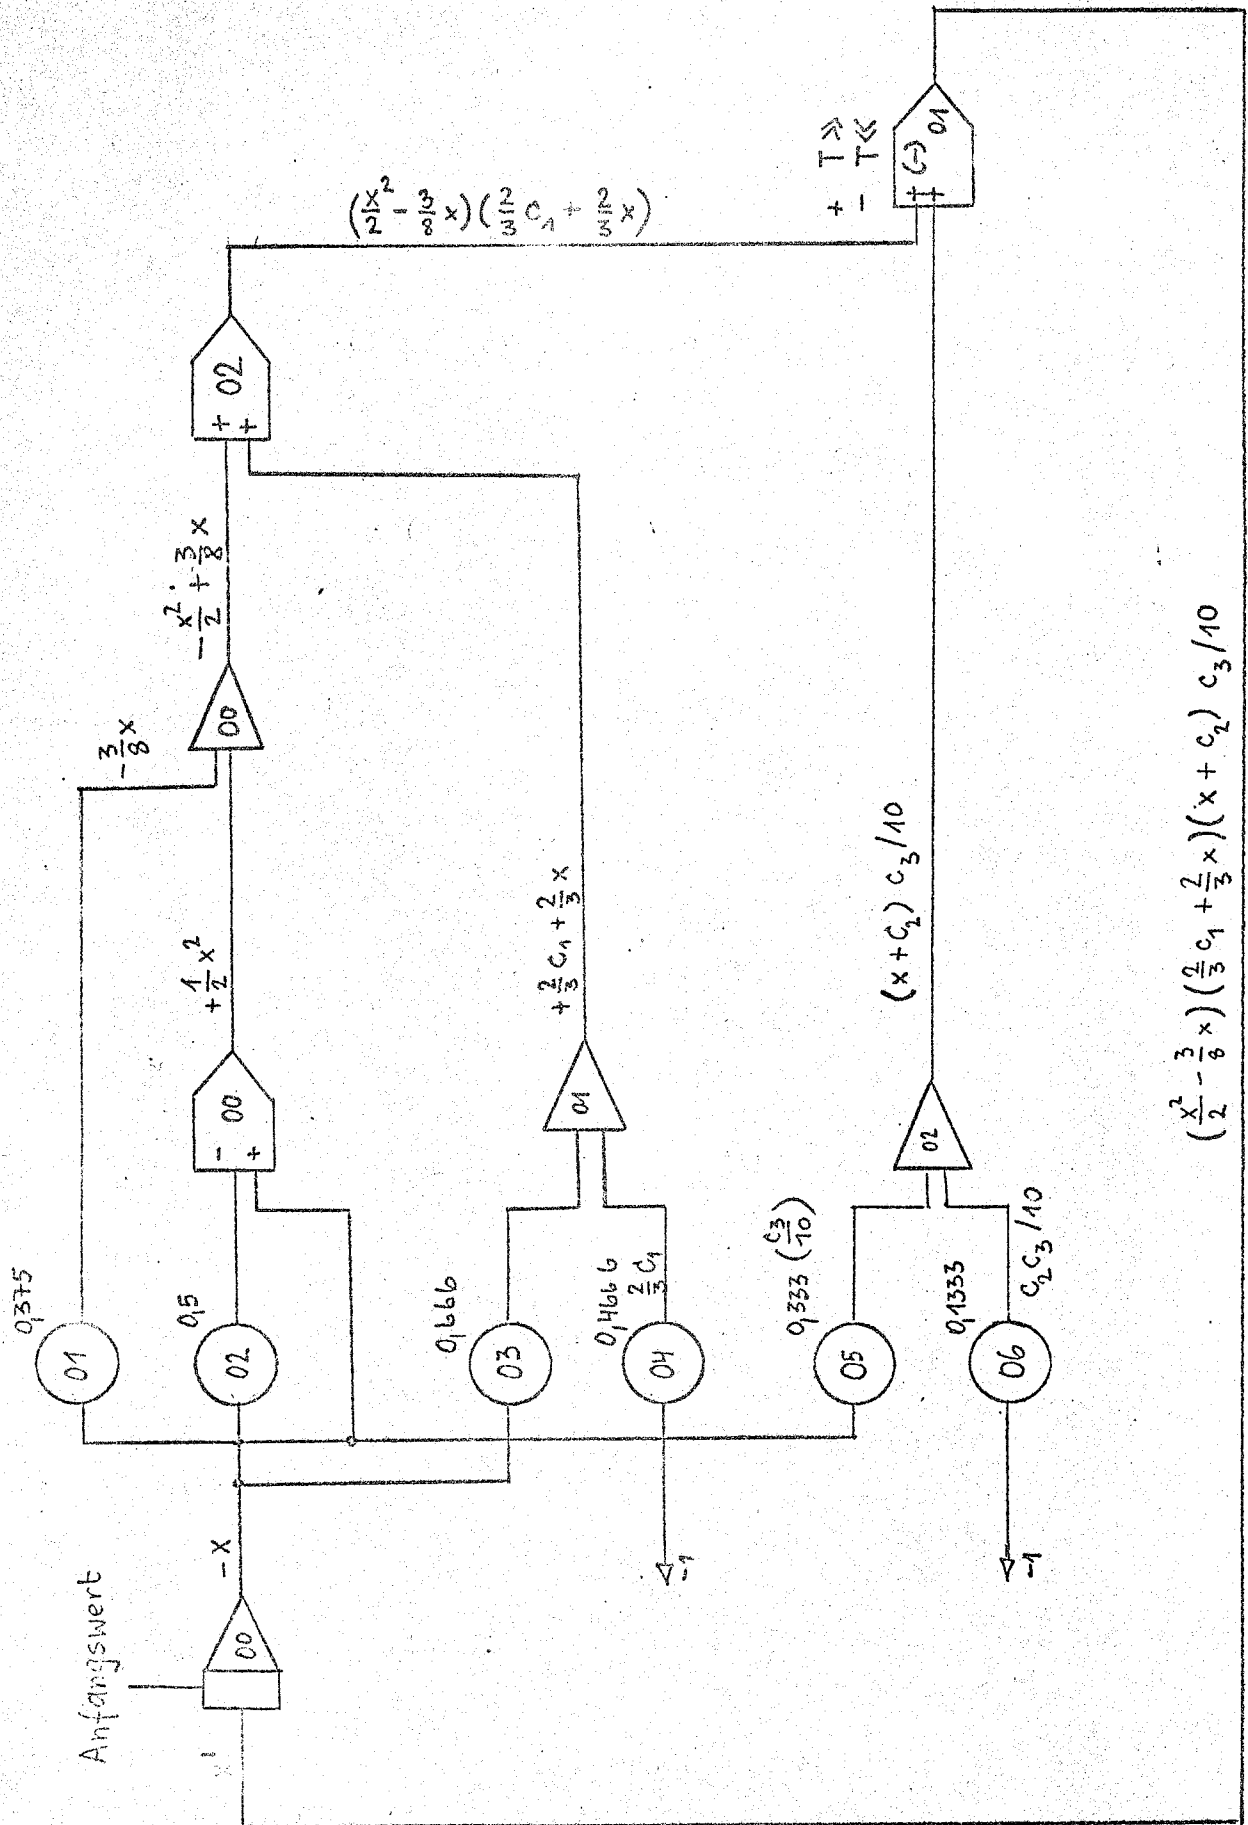 Anfangswert
x'
00
-x
01
0,375
02
0,5
03
0,666
04
0,4666
2/3 C₁
05
0,333 (c₃/10)
06
0,1333
C₂C₃/10
-1
-1
- +
00
+1/2 x²
-3/8 x
00
-x²/2 + 3/8 x
01
+2/3 C₁ + 2/3 x
02
(x + C₂) C₃/10
+ +
02
(x²/2 - 3/8 x)(2/3 C₁ + 2/3 x)
+ T≫
- T≪
+ +
(-)
01
(x²/2 - 3/8 x)(2/3 C₁ + 2/3 x)(x + C₂) C₃/10